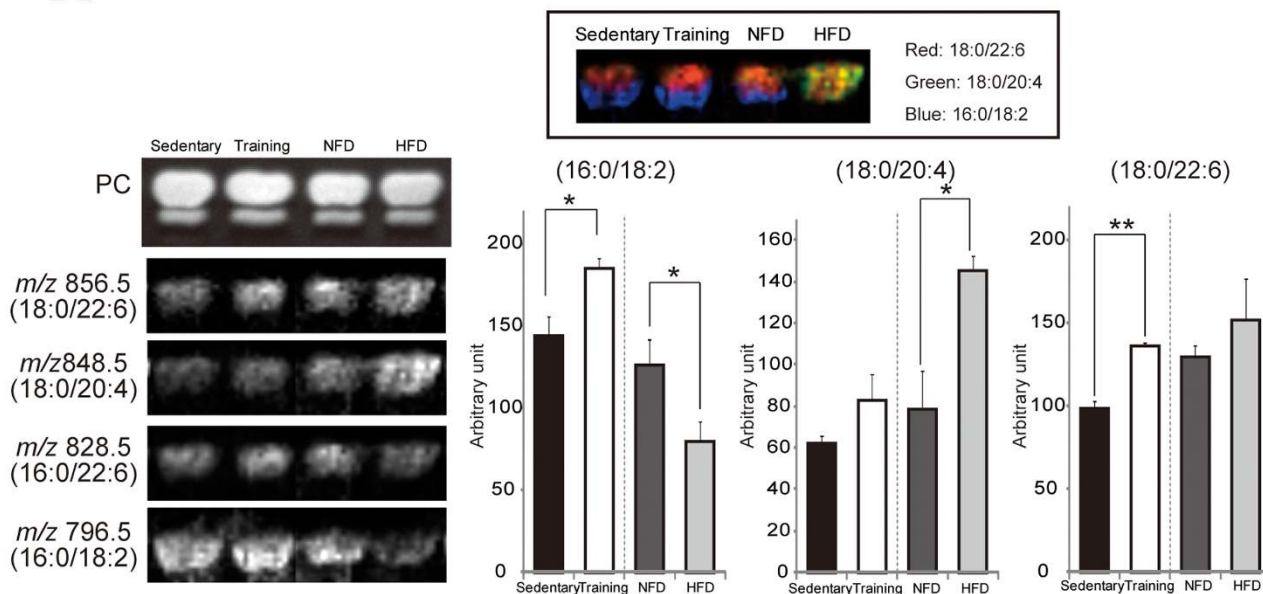 Sedentary Training NFD HFD
Red: 18:0/22:6
Green: 18:0/20:4
Blue: 16:0/18:2
Sedentary Training NFD HFD
PC
m/z 856.5
(18:0/22:6)
m/z848.5
(18:0/20:4)
m/z 828.5
(16:0/22:6)
m/z 796.5
(16:0/18:2)
(16:0/18:2)
Arbitrary unit
200
150
100
50
0
*
*
Sedentary Training NFD HFD
(18:0/20:4)
Arbitrary unit
160
140
120
100
80
60
40
20
0
*
Sedentary Training NFD HFD
(18:0/22:6)
Arbitrary unit
200
150
100
50
0
**
Sedentary Training NFD HFD